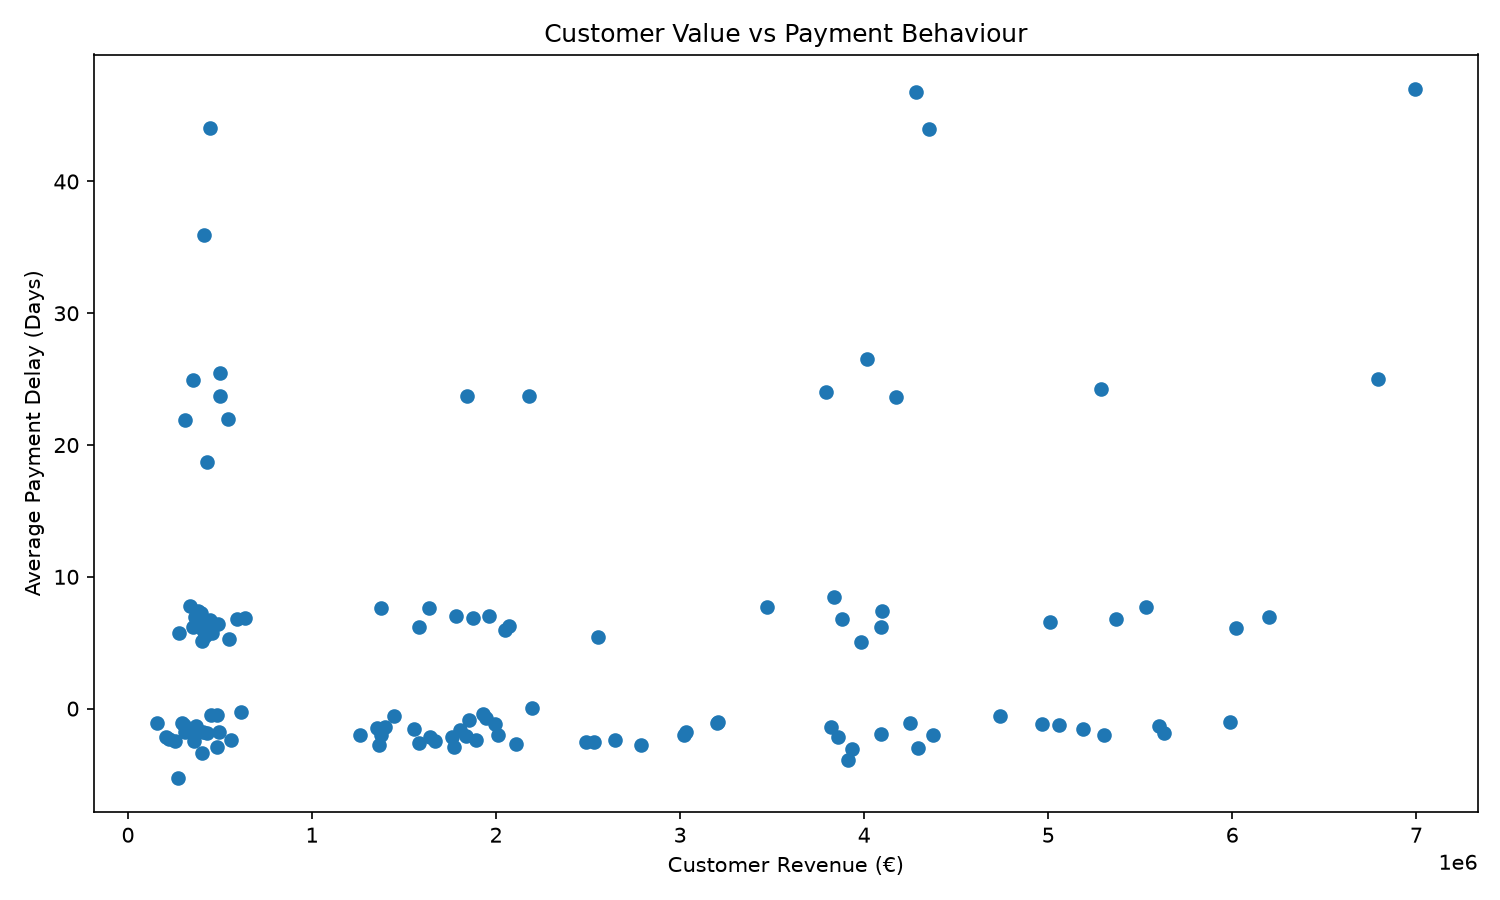 Customer Value vs Payment Behaviour
Average Payment Delay (Days)
40
30
20
10
0
0 1 2 3 4 5 6 7
1e6
Customer Revenue (€)